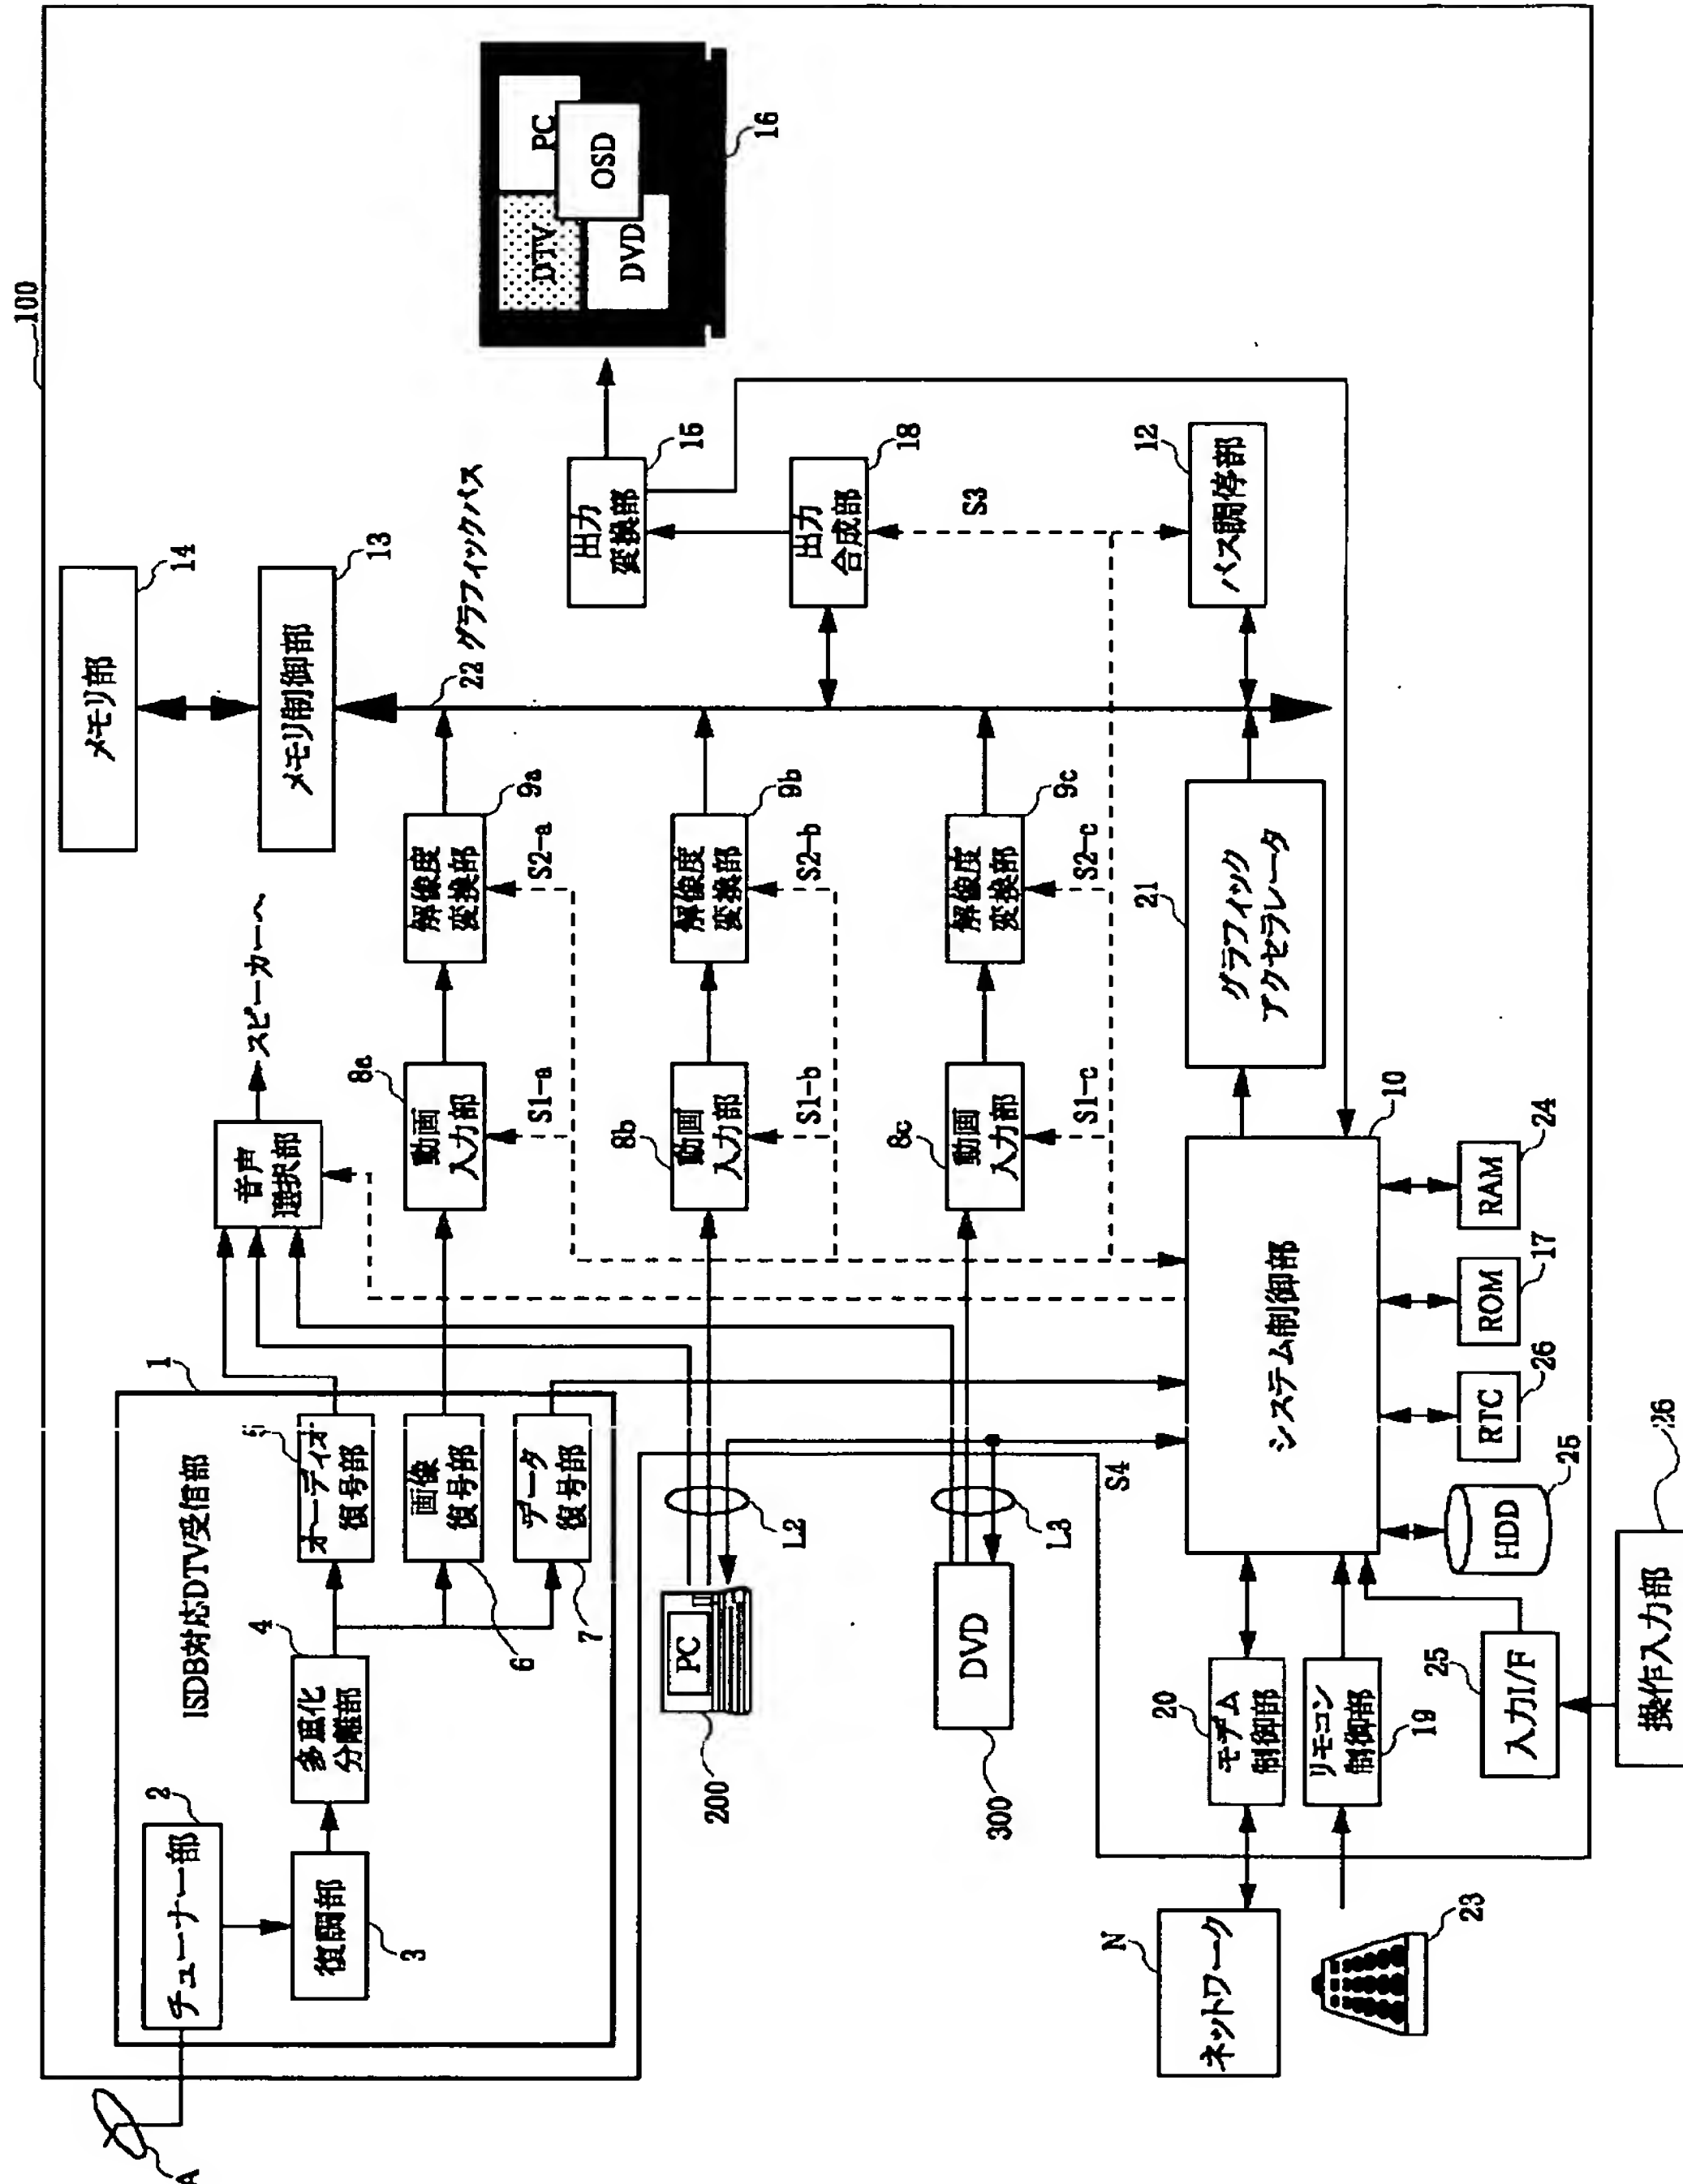 100
A
ISDB対応DTV受信部
1
チューナー部
2
復調部
3
多重化
分離部
4
オーディオ
復号部
5
画像
復号部
6
データ
復号部
7
音声
選択部
スピーカーへ
メモリ部
14
メモリ制御部
13
22 グラフィックバス
動画
入力部
8a
S1-a
解像度
変換部
9a
S2-a
PC
200
L2
動画
入力部
8b
S1-b
解像度
変換部
9b
S2-b
出力
変換部
15
DTV
PC
DVD
OSD
16
DVD
300
L3
S4
動画
入力部
8c
S1-c
解像度
変換部
9c
S2-c
出力
合成部
18
S3
ネットワーク
N
モデム
制御部
20
リモコン
制御部
19
23
入力I/F
25
操作入力部
26
システム制御部
10
グラフィック
アクセラレータ
21
バス調停部
12
HDD
25
RTC
26
ROM
17
RAM
24